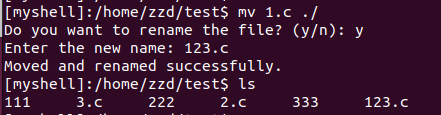 [myshell]:/home/zzd/test$ mv 1.c ./
Do you want to rename the file? (y/n): y
Enter the new name: 123.c
Moved and renamed successfully.
[myshell]:/home/zzd/test$ ls
111 3.c 222 2.c 333 123.c